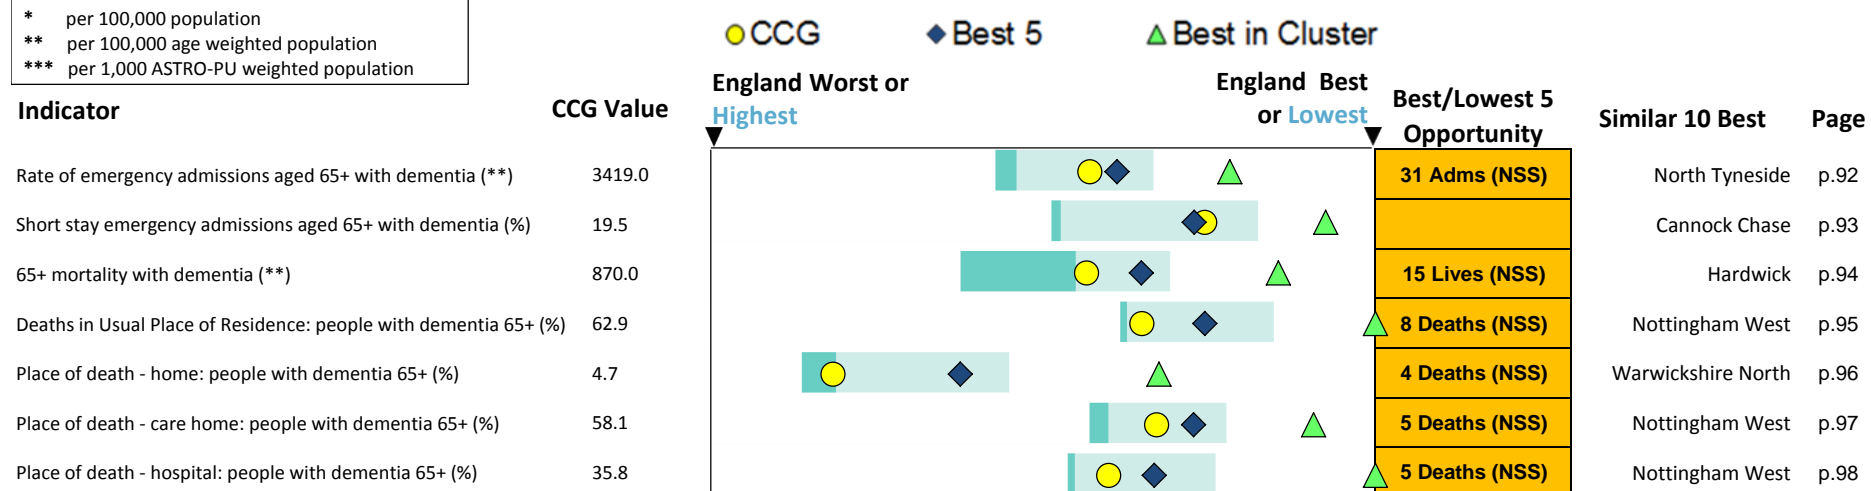 * per 100,000 population
** per 100,000 age weighted population
*** per 1,000 ASTRO-PU weighted population
CCG Best 5 Best in Cluster
Indicator CCG Value England Worst or Highest England Best or Lowest Best/Lowest 5 Opportunity Similar 10 Best Page
Rate of emergency admissions aged 65+ with dementia (**) 3419.0 31 Adms (NSS) North Tyneside p.92
Short stay emergency admissions aged 65+ with dementia (%) 19.5 Cannock Chase p.93
65+ mortality with dementia (**) 870.0 15 Lives (NSS) Hardwick p.94
Deaths in Usual Place of Residence: people with dementia 65+ (%) 62.9 8 Deaths (NSS) Nottingham West p.95
Place of death - home: people with dementia 65+ (%) 4.7 4 Deaths (NSS) Warwickshire North p.96
Place of death - care home: people with dementia 65+ (%) 58.1 5 Deaths (NSS) Nottingham West p.97
Place of death - hospital: people with dementia 65+ (%) 35.8 5 Deaths (NSS) Nottingham West p.98